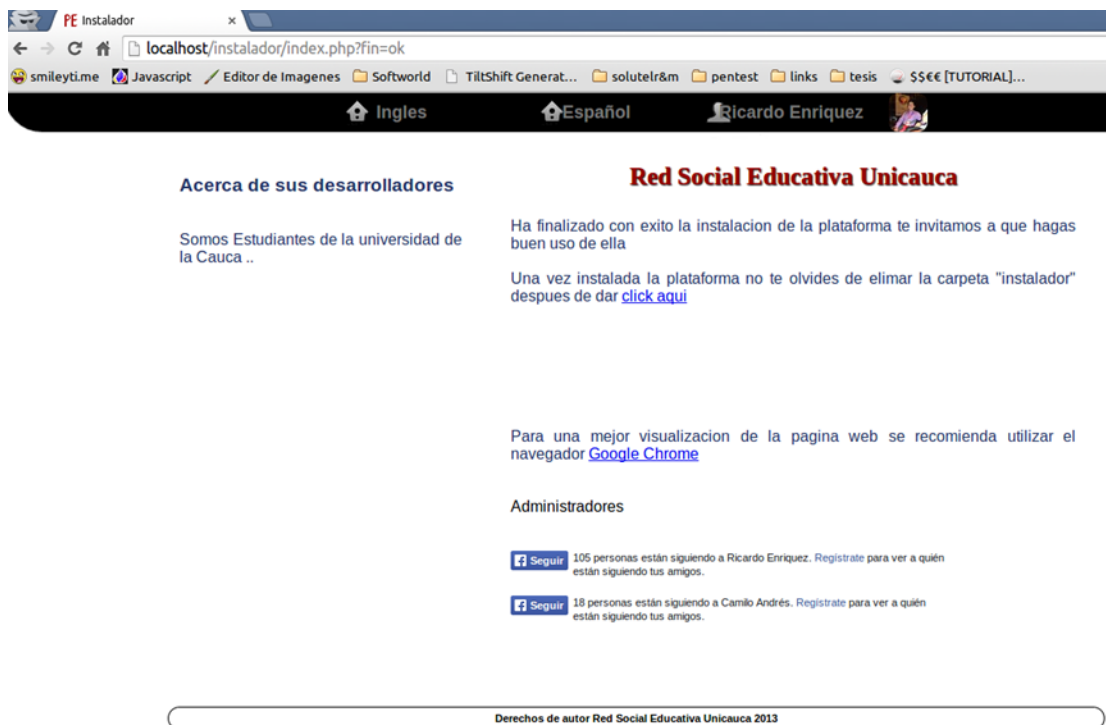 PE Instalador
localhost/instalador/index.php?fin=ok
smileyti.me Javascript Editor de Imagenes Softworld TiltShift Generat... solutelr&m pentest links tesis $$€€ [TUTORIAL]...
Ingles Español Ricardo Enriquez
Acerca de sus desarrolladores
Somos Estudiantes de la universidad de
la Cauca ..
Red Social Educativa Unicauca
Ha finalizado con exito la instalacion de la plataforma te invitamos a que hagas
buen uso de ella
Una vez instalada la plataforma no te olvides de elimar la carpeta "instalador"
despues de dar click aqui
Para una mejor visualizacion de la pagina web se recomienda utilizar el
navegador Google Chrome
Administradores
Seguir 105 personas están siguiendo a Ricardo Enriquez. Regístrate para ver a quién
están siguiendo tus amigos.
Seguir 18 personas están siguiendo a Camilo Andrés. Regístrate para ver a quién
están siguiendo tus amigos.
Derechos de autor Red Social Educativa Unicauca 2013